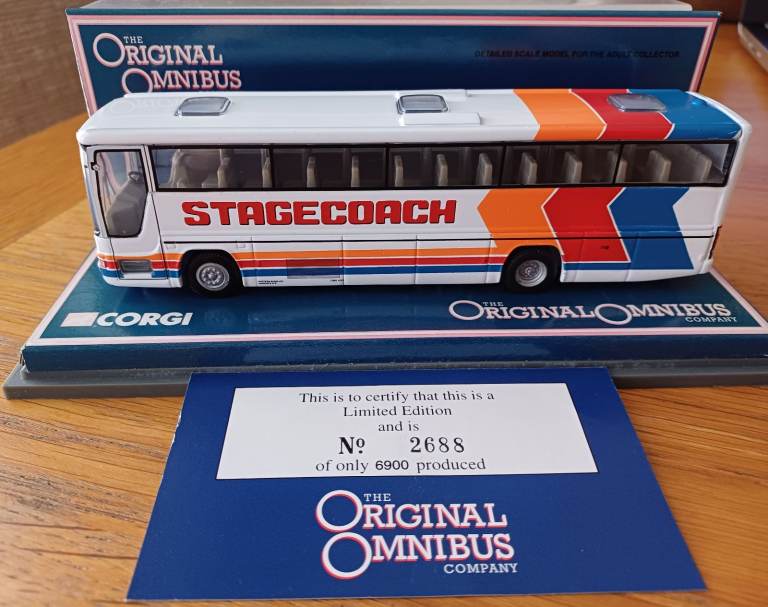 THE
ORIGINAL
OMNIBUS
DETAILED SCALE MODEL FOR THE ADULT COLLECTOR
STAGECOACH
CORGI
THE
ORIGINAL OMNIBUS
COMPANY
This is to certify that this is a
Limited Edition
and is
Nº 2688
of only 6900 produced
THE
ORIGINAL
OMNIBUS
COMPANY